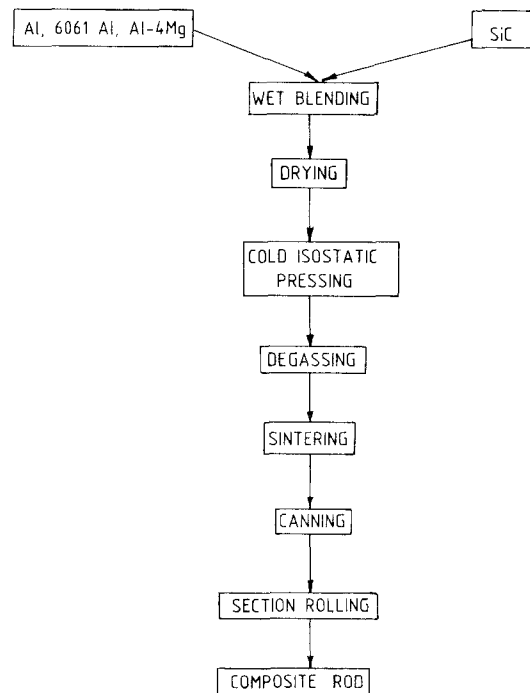 Al, 6061 Al, Al-4Mg
SiC
WET BLENDING
DRYING
COLD ISOSTATIC
PRESSING
DEGASSING
SINTERING
CANNING
SECTION ROLLING
COMPOSITE ROD